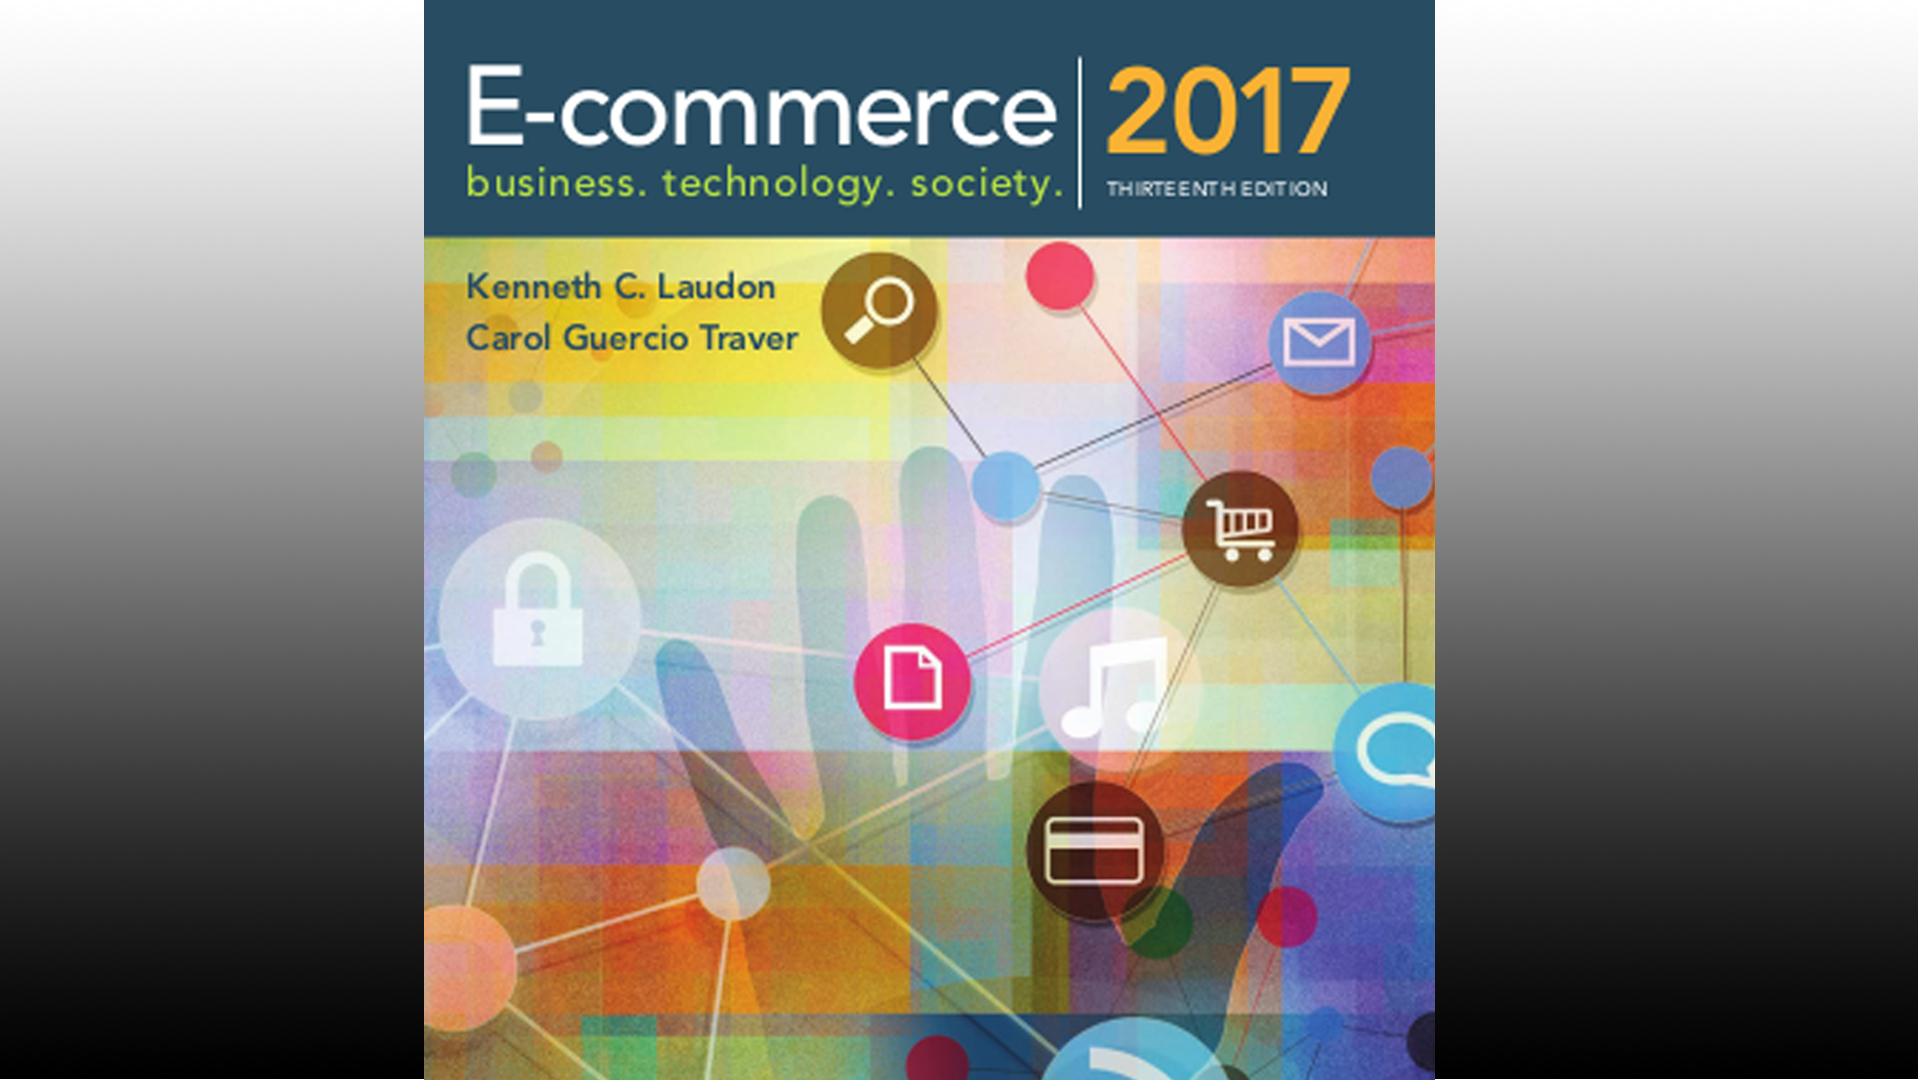 E-commerce
business. technology. society.
2017
THIRTEENTH EDITION
Kenneth C. Laudon
Carol Guercio Traver